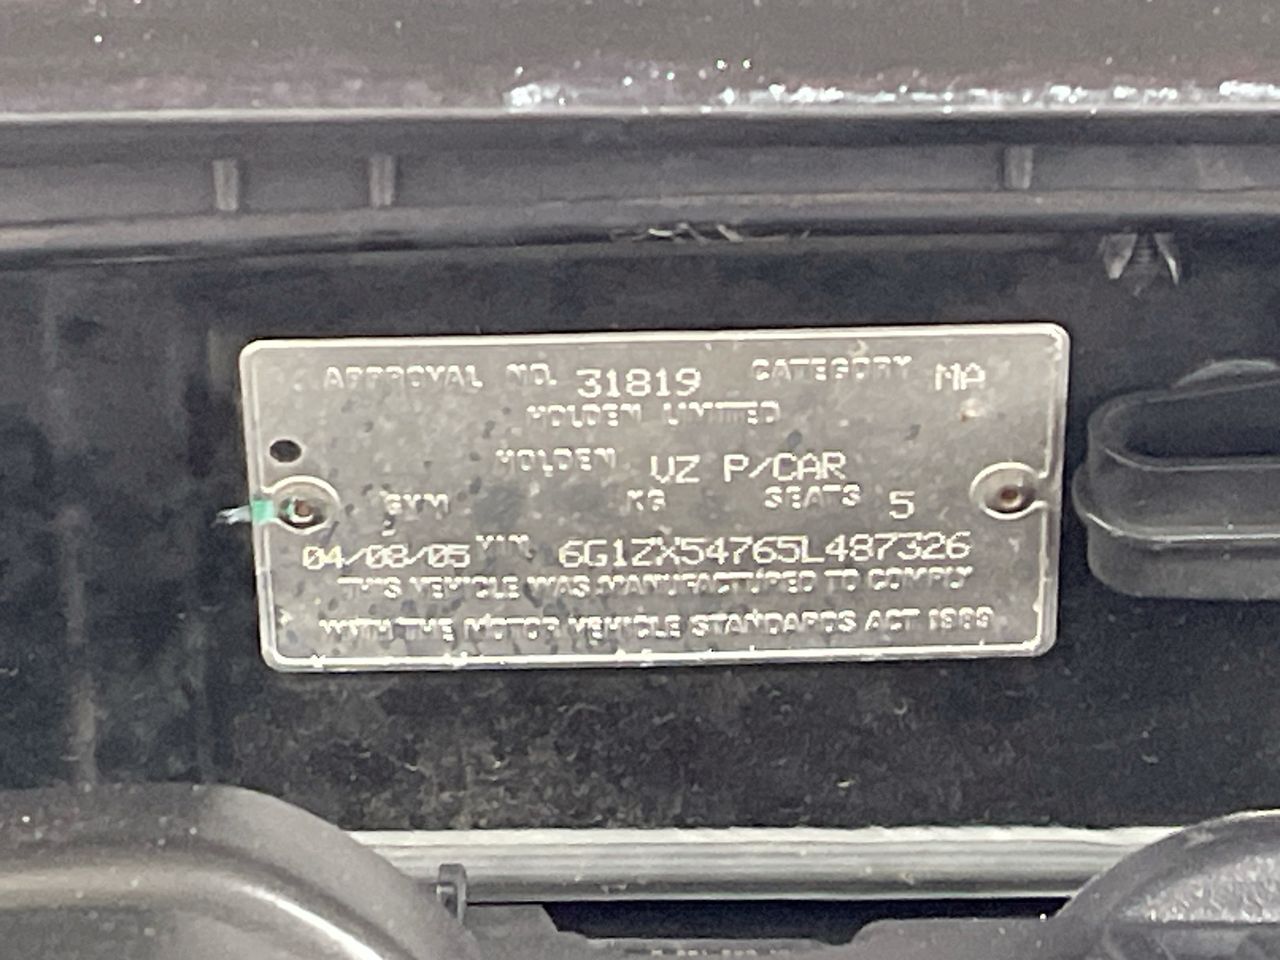 APPROVAL NO. 31819 CATEGORY MA
HOLDEN LIMITED
HOLDEN VZ P/CAR
GVM KG SEATS 5
04/08/05 VIN. 6G1ZX54765L487326
THIS VEHICLE WAS MANUFACTURED TO COMPLY
WITH THE MOTOR VEHICLE STANDARDS ACT 1989